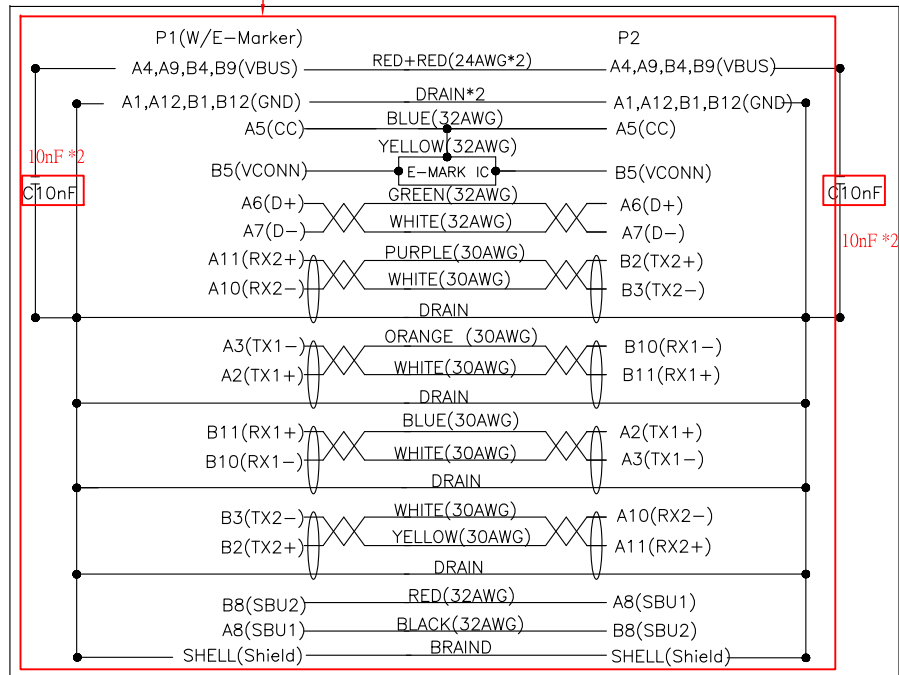 P1(W/E-Marker) P2
A4,A9,B4,B9(VBUS) RED+RED(24AWG*2) A4,A9,B4,B9(VBUS)
A1,A12,B1,B12(GND) DRAIN*2 A1,A12,B1,B12(GND)
A5(CC) BLUE(32AWG) A5(CC)
YELLOW(32AWG)
10nF *2
B5(VCONN) E-MARK IC B5(VCONN)
C10nF C10nF
A6(D+) GREEN(32AWG) A6(D+)
A7(D-) WHITE(32AWG) A7(D-)
10nF *2
A11(RX2+) PURPLE(30AWG) B2(TX2+)
A10(RX2-) WHITE(30AWG) B3(TX2-)
DRAIN
A3(TX1-) ORANGE (30AWG) B10(RX1-)
A2(TX1+) WHITE(30AWG) B11(RX1+)
DRAIN
B11(RX1+) BLUE(30AWG) A2(TX1+)
B10(RX1-) WHITE(30AWG) A3(TX1-)
DRAIN
B3(TX2-) WHITE(30AWG) A10(RX2-)
B2(TX2+) YELLOW(30AWG) A11(RX2+)
DRAIN
B8(SBU2) RED(32AWG) A8(SBU1)
A8(SBU1) BLACK(32AWG) B8(SBU2)
SHELL(Shield) BRAIND SHELL(Shield)